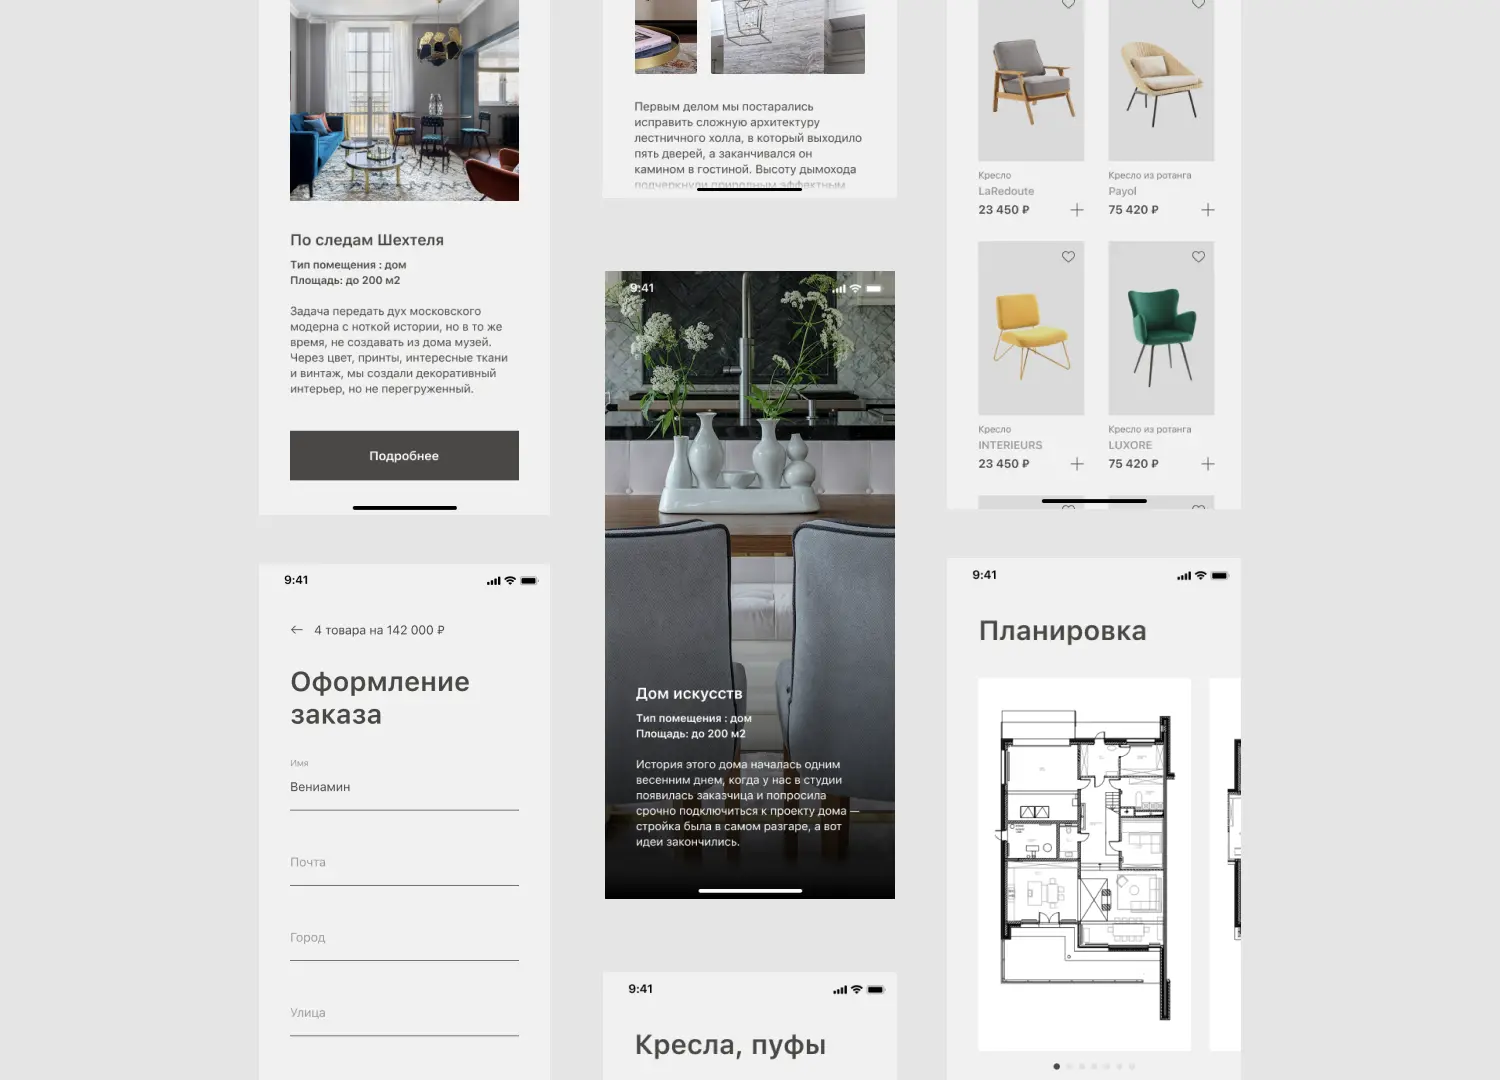 По следам Шехтеля
Тип помещения : дом
Площадь: до 200 м2
Задача передать дух московского
модерна с ноткой истории, но в то же
время, не создавать из дома музей.
Через цвет, принты, интересные ткани
и винтаж, мы создали декоративный
интерьер, но не перегруженный.
Подробнее
9:41
4 товара на 142 000 ₽
Оформление
заказа
Имя
Вениамин
Почта
Город
Улица
Первым делом мы постарались
исправить сложную архитектуру
лестничного холла, в который выходило
пять дверей, а заканчивался он
камином в гостиной. Высоту дымохода
подчеркнули природным эффектным
9:41
Дом искусств
Тип помещения : дом
Площадь: до 200 м2
История этого дома началась одним
весенним днем, когда у нас в студии
появилась заказчица и попросила
срочно подключиться к проекту дома —
стройка была в самом разгаре, а вот
идеи закончились.
9:41
Кресла, пуфы
Кресло
LaRedoute
23 450 ₽
Кресло из ротанга
Payol
75 420 ₽
Кресло
INTERIEURS
23 450 ₽
Кресло из ротанга
LUXORE
75 420 ₽
9:41
Планировка